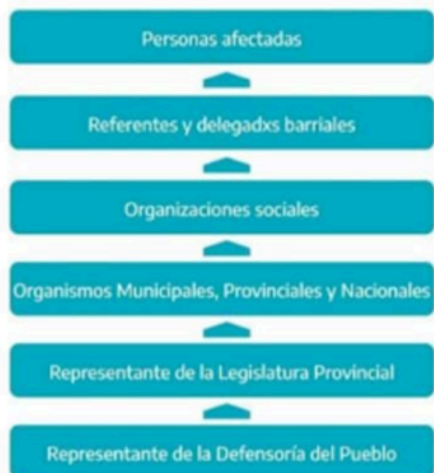 Personas afectadas
Referentes y delegadxs barriales
Organizaciones sociales
Organismos Municipales, Provinciales y Nacionales
Representante de la Legislatura Provincial
Representante de la Defensoría del Pueblo